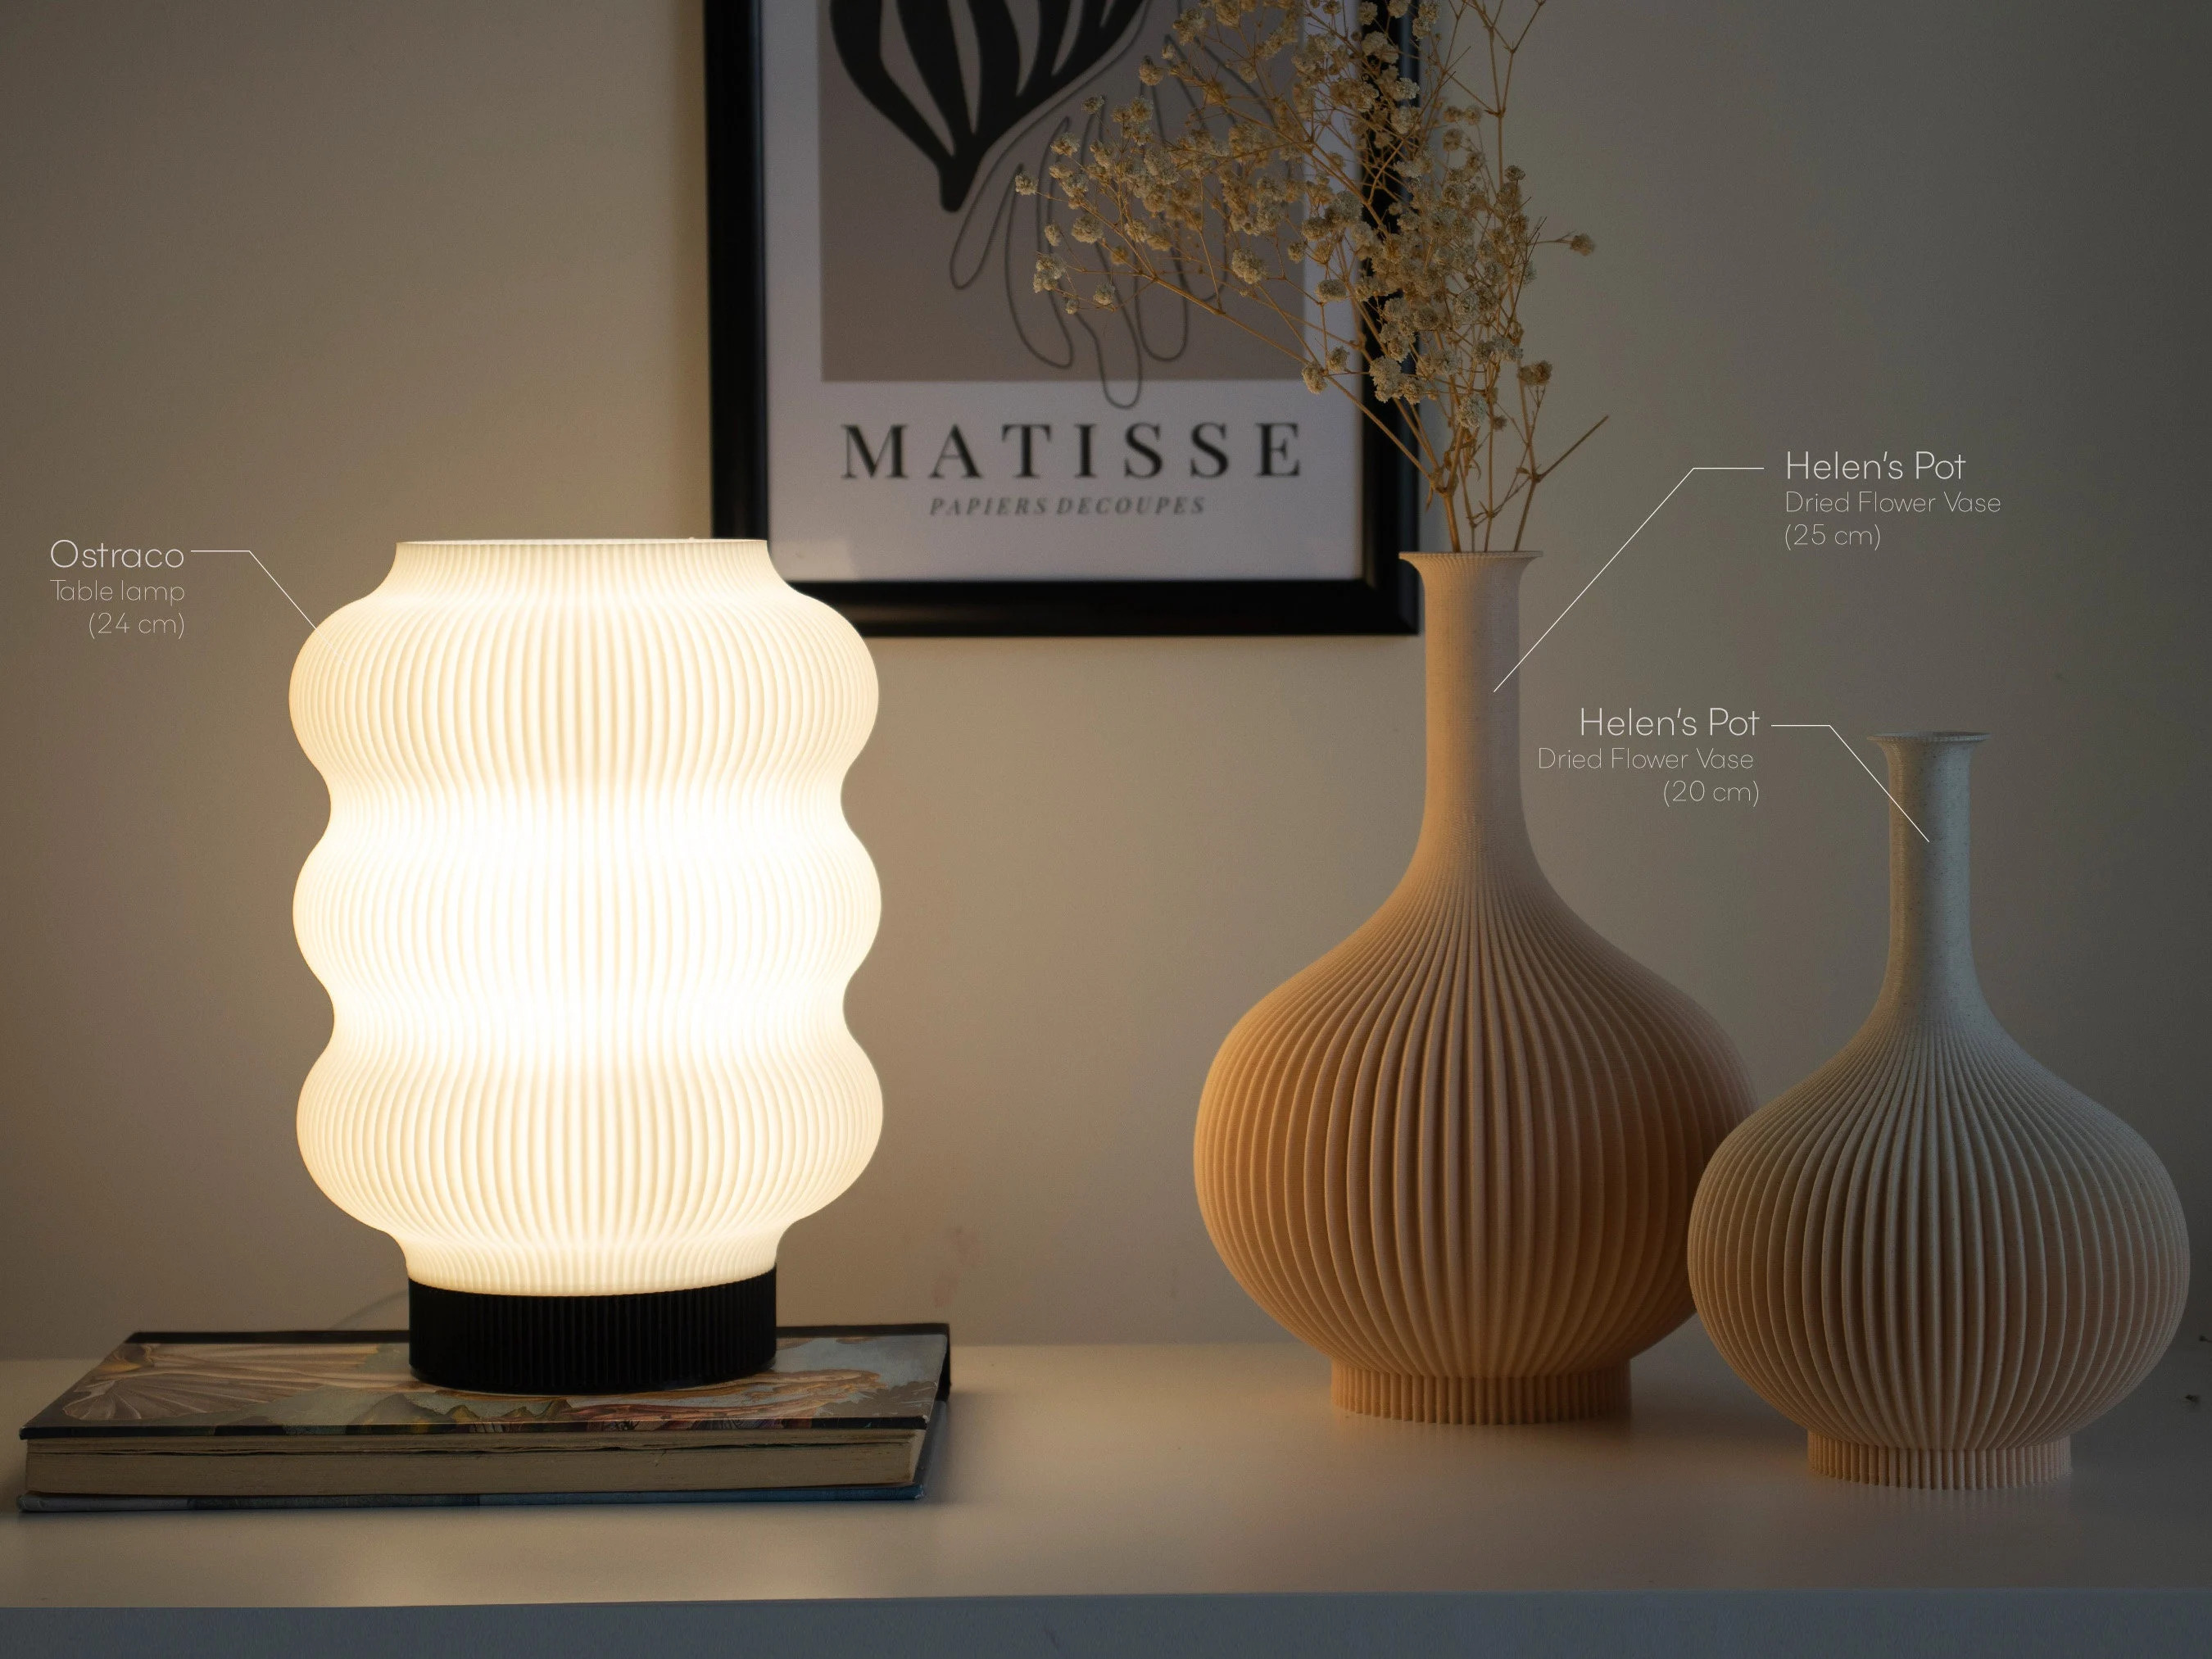 MATISSE
PAPIERS DECOUPES
Helen's Pot
Dried Flower Vase
(25 cm)
Ostraco
Table lamp
(24 cm)
Helen's Pot
Dried Flower Vase
(20 cm)